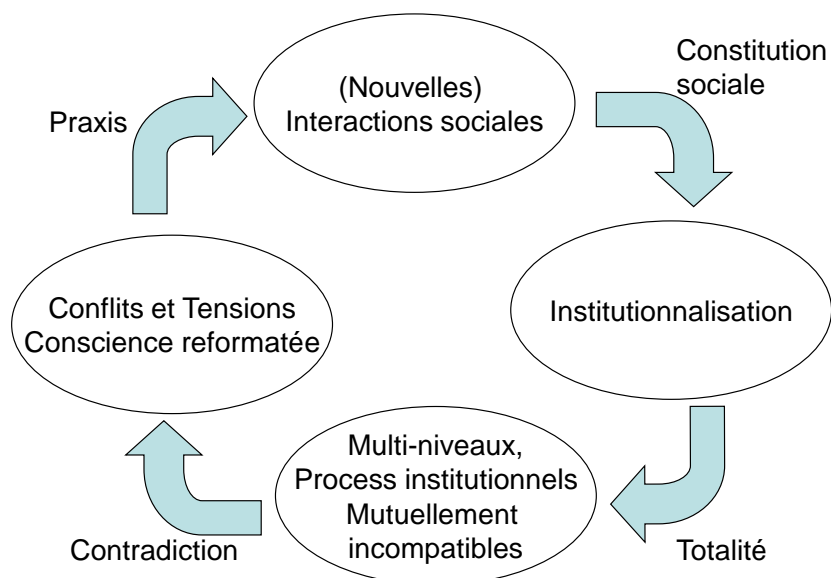 (Nouvelles)
Interactions sociales
Constitution
sociale
Institutionnalisation
Totalité
Multi-niveaux,
Process institutionnels
Mutuellement
incompatibles
Contradiction
Conflits et Tensions
Conscience reformatée
Praxis